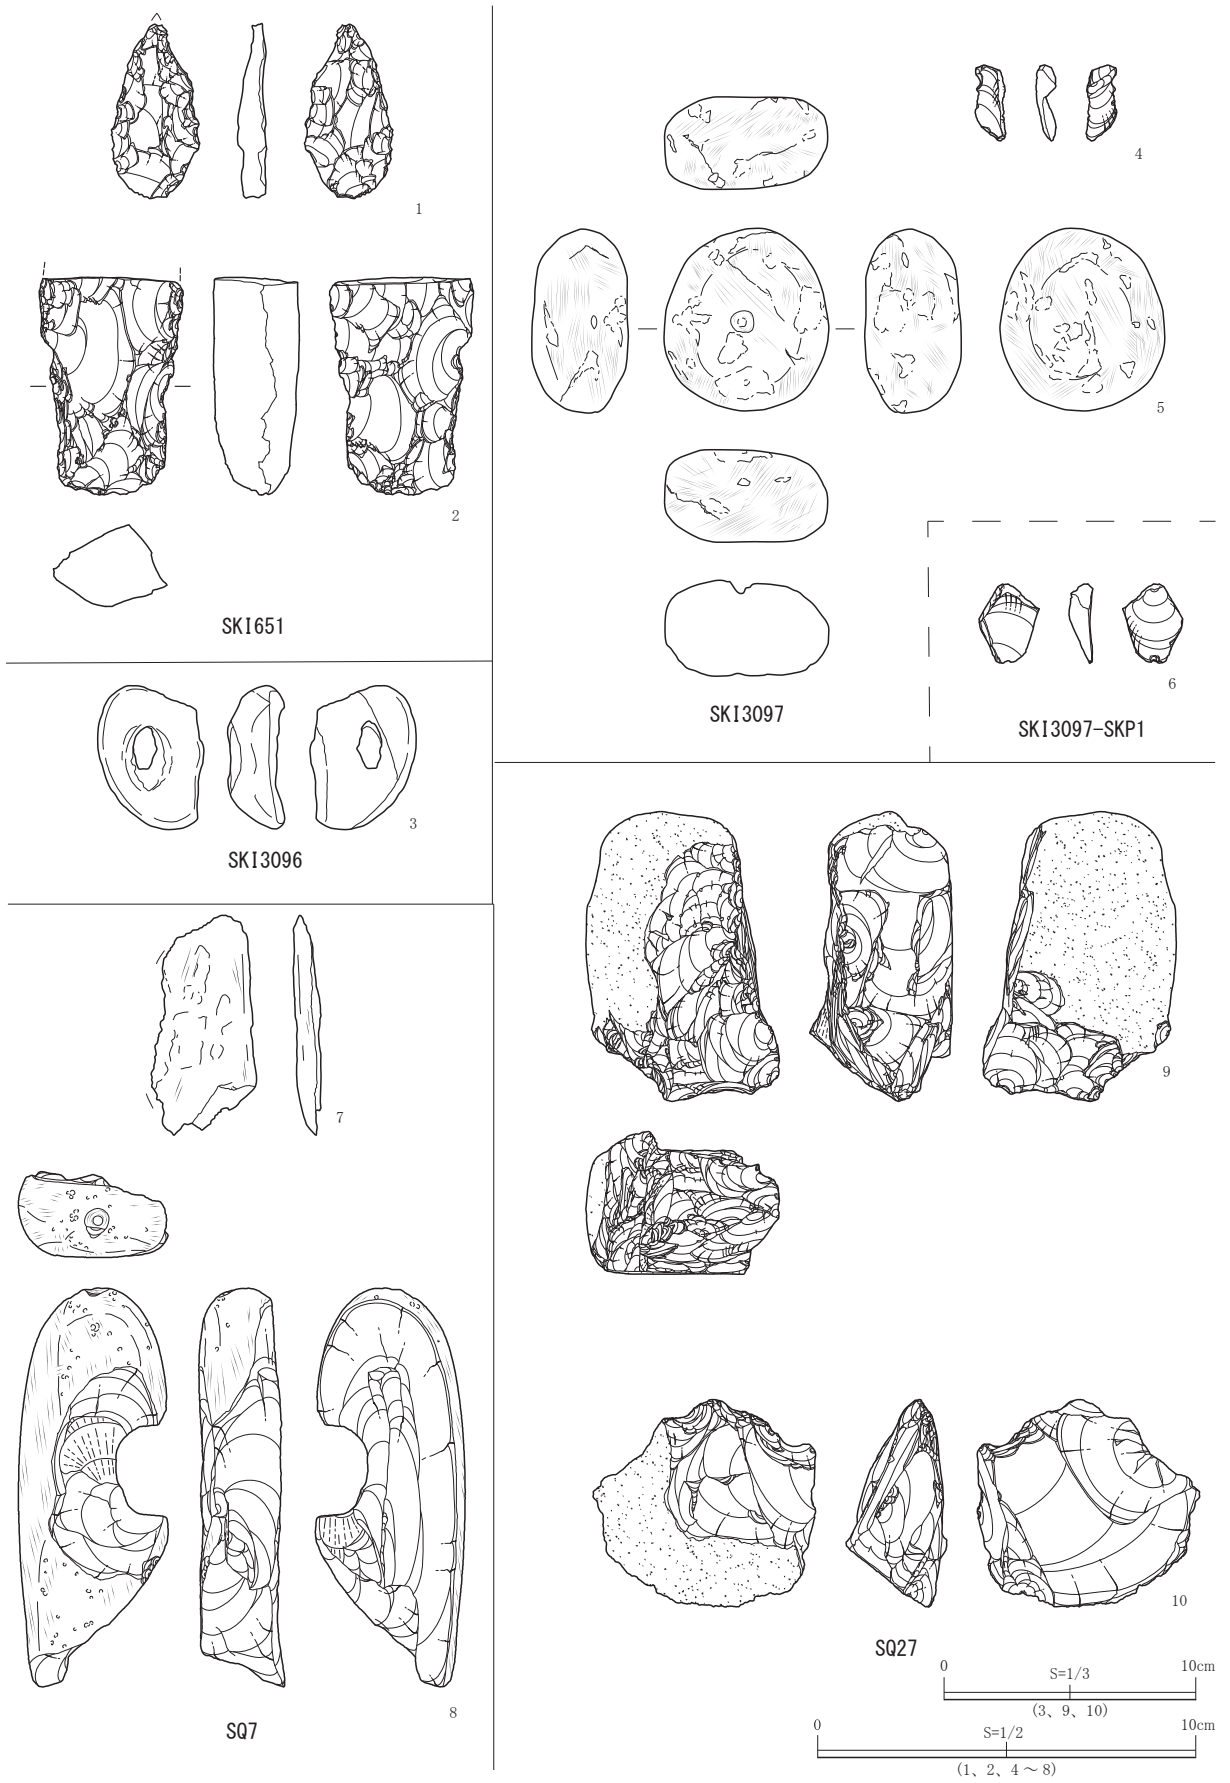 1
2
SKI651
3
SKI3096
4
5
SKI3097
6
SKI3097-SKP1
7
8
SQ7
9
10
SQ27
0 S=1/3 10cm
(3、9、10)
0 S=1/2 10cm
(1、2、4～8)